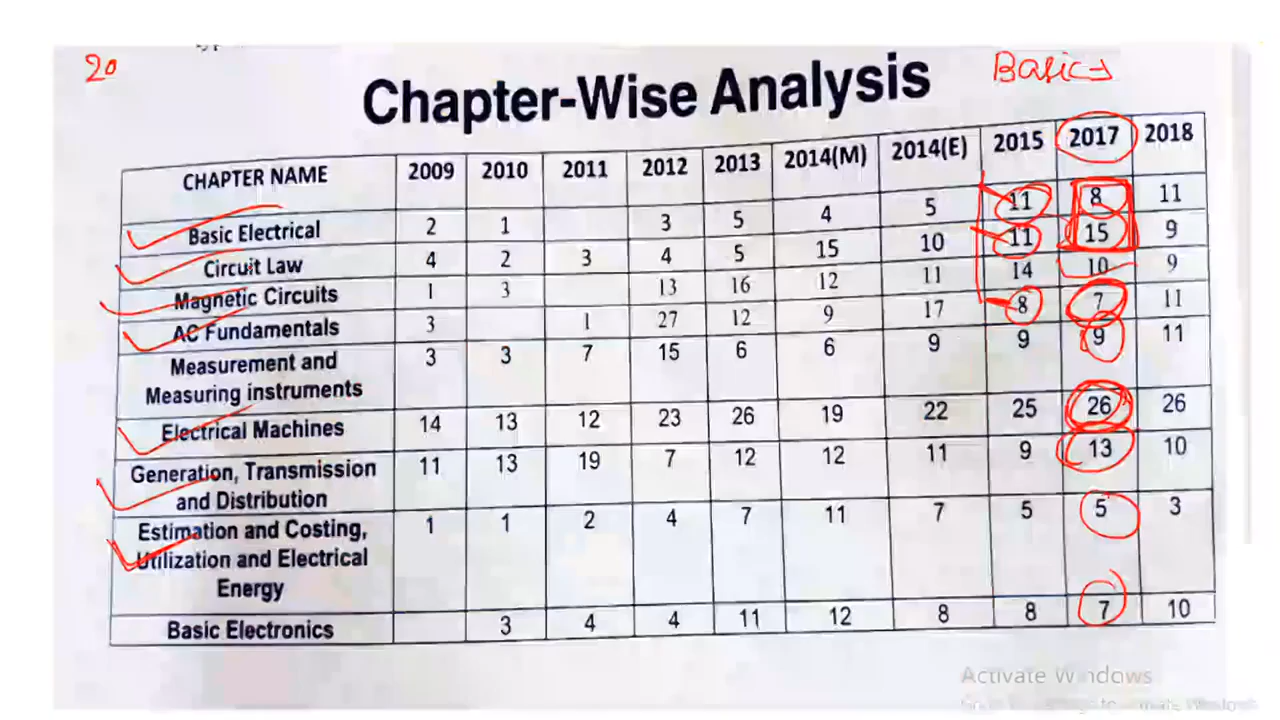 20
Basics
Chapter-Wise Analysis
CHAPTER NAME 2009 2010 2011 2012 2013 2014(M) 2014(E) 2015 2017 2018
Basic Electrical 2 1 3 5 4 5 11 8 11
Circuit Law 4 2 3 4 5 15 10 11 15 9
Magnetic Circuits 1 3 13 16 12 11 14 10 9
AC Fundamentals 3 1 27 12 9 17 8 7 11
Measurement and 3 3 7 15 6 6 9 9 9 11
Measuring instruments
Electrical Machines 14 13 12 23 26 19 22 25 26 26
Generation, Transmission 11 13 19 7 12 12 11 9 13 10
and Distribution
Estimation and Costing, 1 1 2 4 7 11 7 5 5 3
Utilization and Electrical
Energy
Basic Electronics 3 4 4 11 12 8 8 7 10
Activate Windows